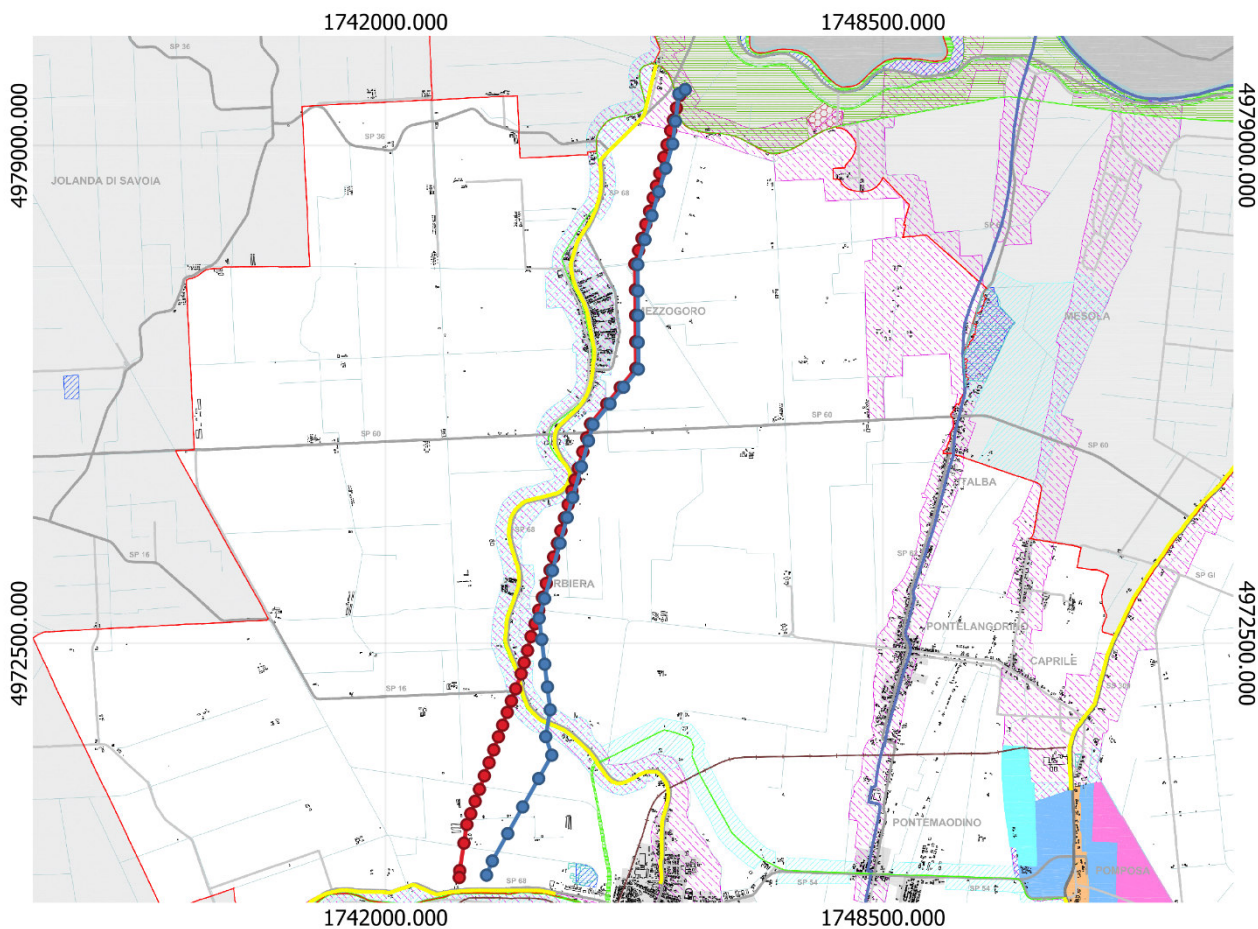 1742000.000 1748500.000
SP 36
4979000.000 4979000.000
SP 36
JOLANDA DI SAVOIA
SP 68
MESOLA
SP 60
SP 60
SP 60
ITALBA
SP 68
SP 16
PONTELANGORINO
CAPRILE
4972500.000 4972500.000
SP 16
PONTEMAODINO
POMPOSA
SP 68
SP 54
SP 54
1742000.000 1748500.000